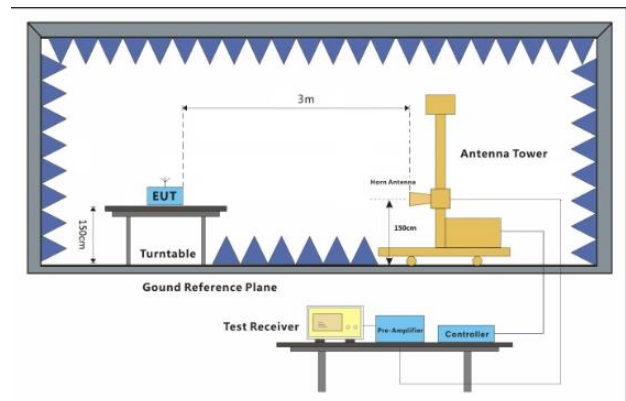 3m
Antenna Tower
Horn Antenna
EUT
150cm
150cm
Turntable
Gound Reference Plane
Test Receiver
Pre-Amplifier
Controller